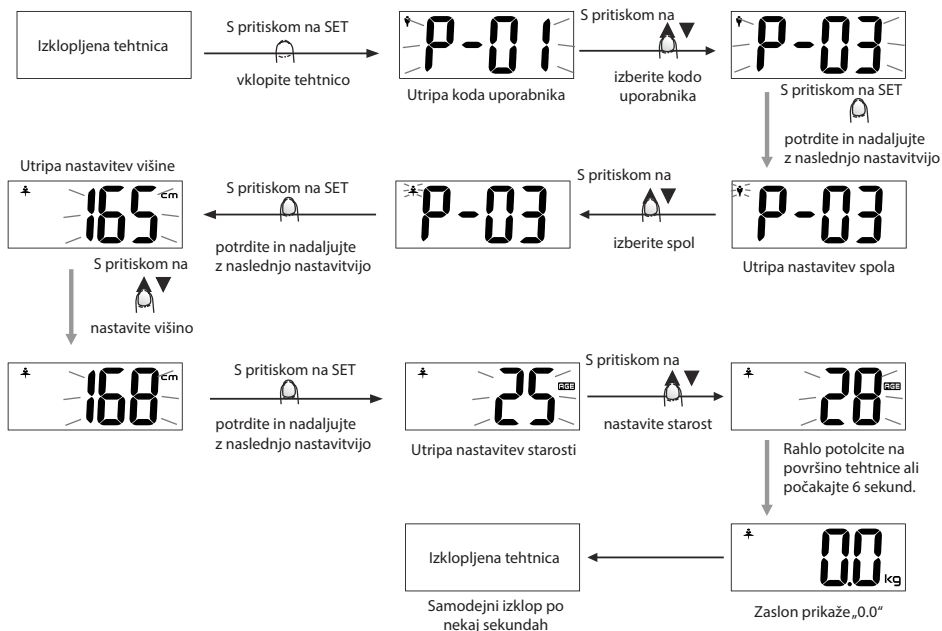 Izklopljena tehtnica
S pritiskom na SET
vklopite tehtnico
P-01
Utripa koda uporabnika
S pritiskom na
izberite kodo
uporabnika
P-03
S pritiskom na SET
potrdite in nadaljujte
z naslednjo nastavitvijo
P-03
Utripa nastavitev spola
S pritiskom na
izberite spol
P-03
S pritiskom na SET
potrdite in nadaljujte
z naslednjo nastavitvijo
Utripa nastavitev višine
165 cm
S pritiskom na
nastavite višino
168 cm
S pritiskom na SET
potrdite in nadaljujte
z naslednjo nastavitvijo
25 AGE
Utripa nastavitev starosti
S pritiskom na
nastavite starost
28 AGE
Rahlo potolcite na
površino tehtnice ali
počakajte 6 sekund.
0.0 kg
Zaslon prikaže „0.0“
Izklopljena tehtnica
Samodejni izklop po
nekaj sekundah